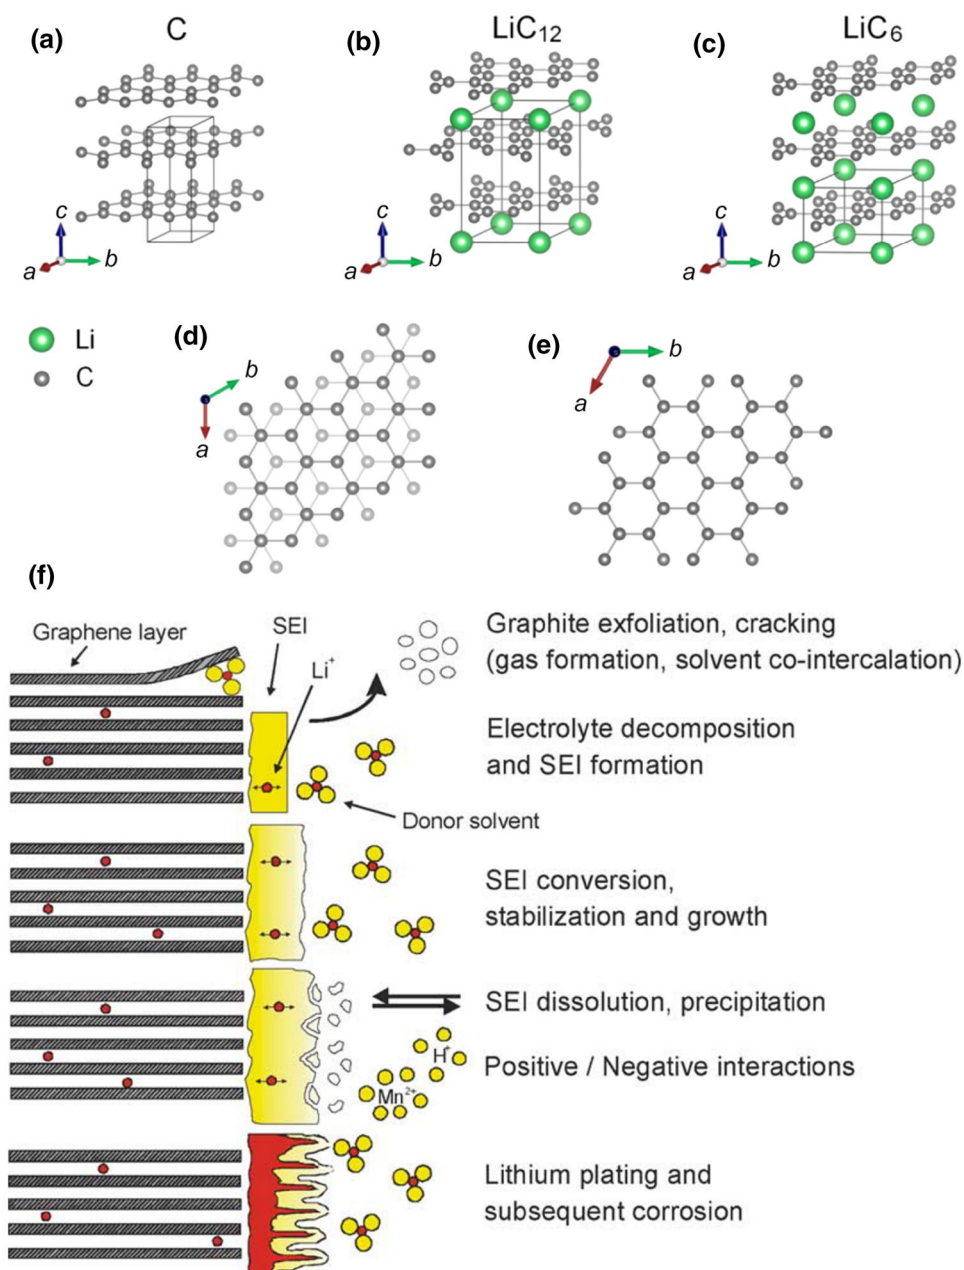 (a)
C
(b)
LiC₁₂
(c)
LiC₆
c
b
a
c
b
a
c
b
a
Li
C
(d)
b
a
(e)
b
a
(f)
Graphene layer
SEI
Li⁺
Graphite exfoliation, cracking
(gas formation, solvent co-intercalation)
Electrolyte decomposition
and SEI formation
Donor solvent
SEI conversion,
stabilization and growth
SEI dissolution, precipitation
H⁺
Positive / Negative interactions
Mn²⁺
Lithium plating and
subsequent corrosion